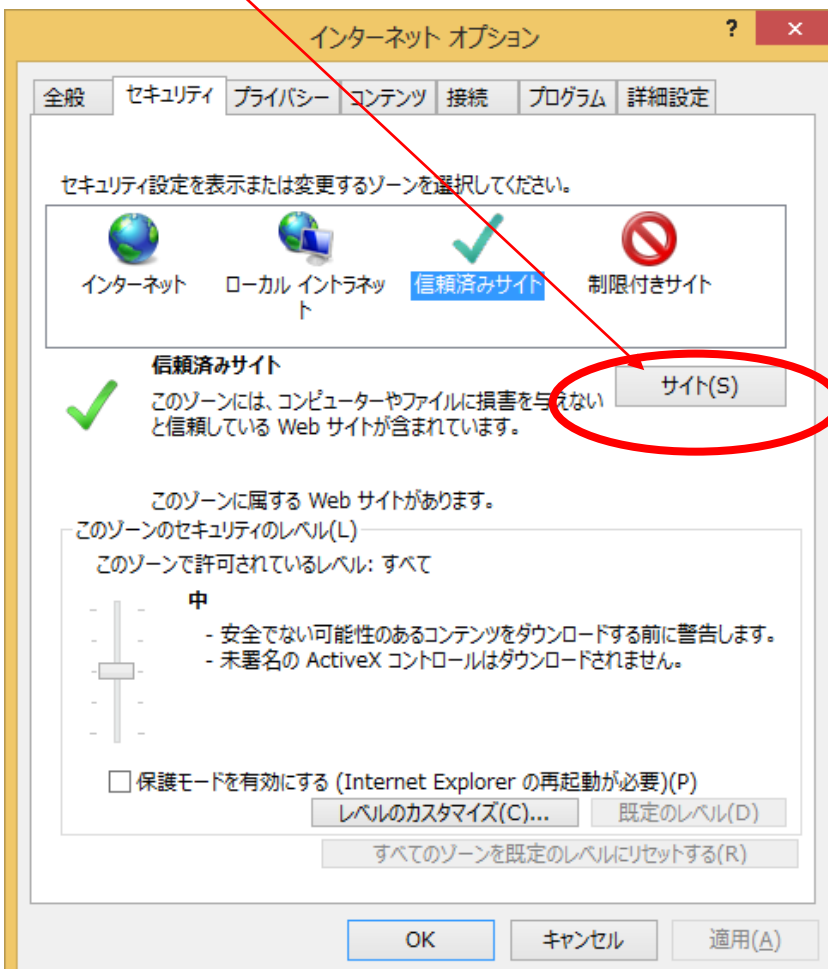 インターネット オプション
?
×
全般 セキュリティ プライバシー コンテンツ 接続 プログラム 詳細設定
セキュリティ設定を表示または変更するゾーンを選択してください。
インターネット
ローカル イントラネッ
ト
信頼済みサイト
制限付きサイト
信頼済みサイト
サイト(S)
このゾーンには、コンピューターやファイルに損害を与えない
と信頼している Web サイトが含まれています。
このゾーンに属する Web サイトがあります。
このゾーンのセキュリティのレベル(L)
このゾーンで許可されているレベル: すべて
中
- 安全でない可能性のあるコンテンツをダウンロードする前に警告します。
- 未署名の ActiveX コントロールはダウンロードされません。
保護モードを有効にする (Internet Explorer の再起動が必要)(P)
レベルのカスタマイズ(C)... 既定のレベル(D)
すべてのゾーンを既定のレベルにリセットする(R)
OK キャンセル 適用(A)